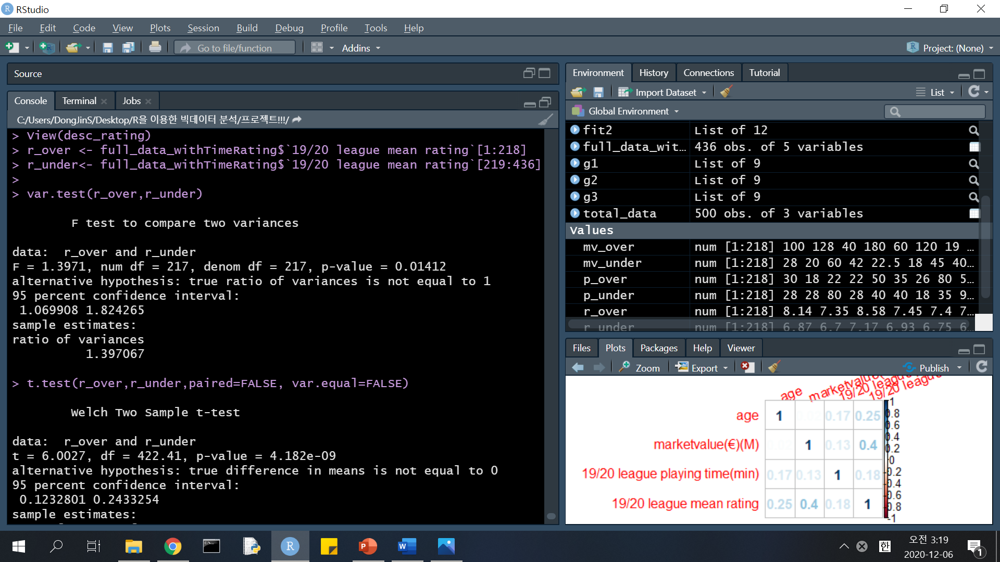 RStudio
File Edit Code View Plots Session Build Debug Profile Tools Help
Go to file/function Addins Project: (None)
Source
Console Terminal Jobs
C:/Users/DongJinS/Desktop/R을 이용한 빅데이터 분석/프로젝트!!!/
> View(desc_rating)
> r_over <- full_data_withTimeRating$`19/20 league mean rating`[1:218]
> r_under<- full_data_withTimeRating$`19/20 league mean rating`[219:436]
>
> var.test(r_over,r_under)
F test to compare two variances
data:  r_over and r_under
F = 1.3971, num df = 217, denom df = 217, p-value = 0.01412
alternative hypothesis: true ratio of variances is not equal to 1
95 percent confidence interval:
1.069908 1.824265
sample estimates:
ratio of variances
1.397067
> t.test(r_over,r_under,paired=FALSE, var.equal=FALSE)
Welch Two Sample t-test
data:  r_over and r_under
t = 6.0027, df = 422.41, p-value = 4.182e-09
alternative hypothesis: true difference in means is not equal to 0
95 percent confidence interval:
0.1232801 0.2433254
sample estimates:
Environment History Connections Tutorial
Import Dataset List
Global Environment
fit2 List of 12
full_data_wit... 436 obs. of 5 variables
g1 List of 9
g2 List of 9
g3 List of 9
total_data 500 obs. of 3 variables
Values
mv_over num [1:218] 100 128 40 180 60 120 19 ...
mv_under num [1:218] 28 20 60 42 22.5 18 45 40...
p_over num [1:218] 30 18 22 22 50 35 26 80 5...
p_under num [1:218] 28 28 80 28 40 40 18 35 9...
r_over num [1:218] 8.14 7.35 8.58 7.45 7.4 7...
r_under num [1:218] 6.87 6.7 7.17 6.93 6.75 6...
Files Plots Packages Help Viewer
Zoom Export Publish
age marketvalue( 19/20 league 19/20 league
age 1 0.02 0.17 0.25
marketvalue(€)(M) 0.02 1 0.13 0.4
19/20 league playing time(min) 0.17 0.13 1 0.18
19/20 league mean rating 0.25 0.4 0.18 1
1
0.8
0.6
0.4
0.2
0
-0.2
-0.4
-0.6
-0.8
-1
한
오전 3:19
2020-12-06
1